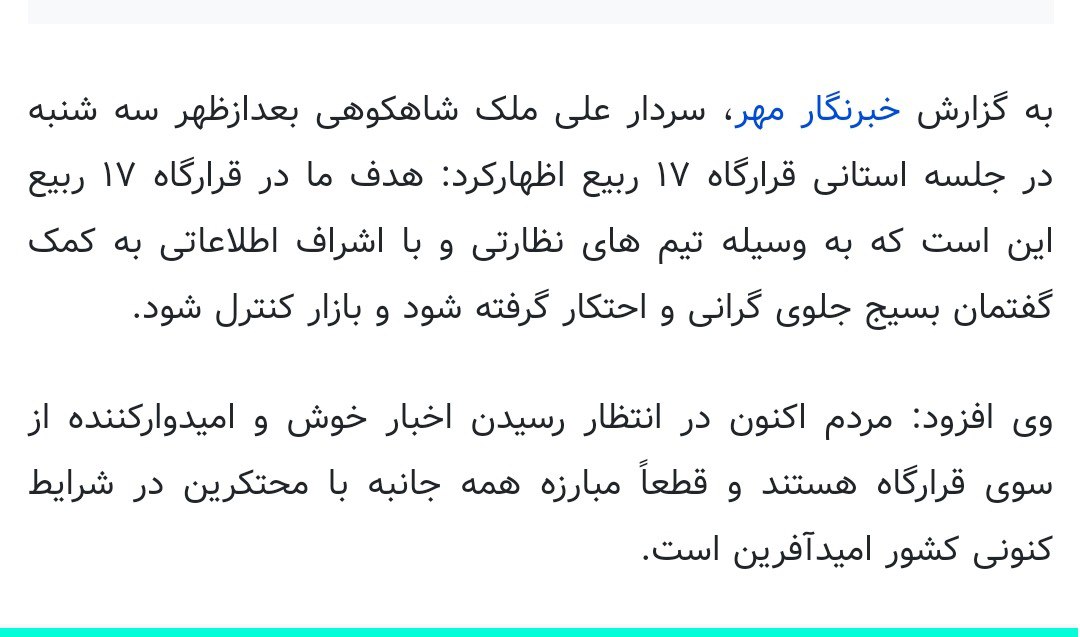 به گزارش خبرنگار مهر، سردار علی ملک شاهکوهی بعدازظهر سه شنبه
در جلسه استانی قرارگاه ۱۷ ربیع اظهارکرد: هدف ما در قرارگاه ۱۷ ربیع
این است که به وسیله تیم های نظارتی و با اشراف اطلاعاتی به کمک
گفتمان بسیج جلوی گرانی و احتکار گرفته شود و بازار کنترل شود.
وی افزود: مردم اکنون در انتظار رسیدن اخبار خوش و امیدوارکننده از
سوی قرارگاه هستند و قطعاً مبارزه همه جانبه با محتکرین در شرایط
کنونی کشور امیدآفرین است.